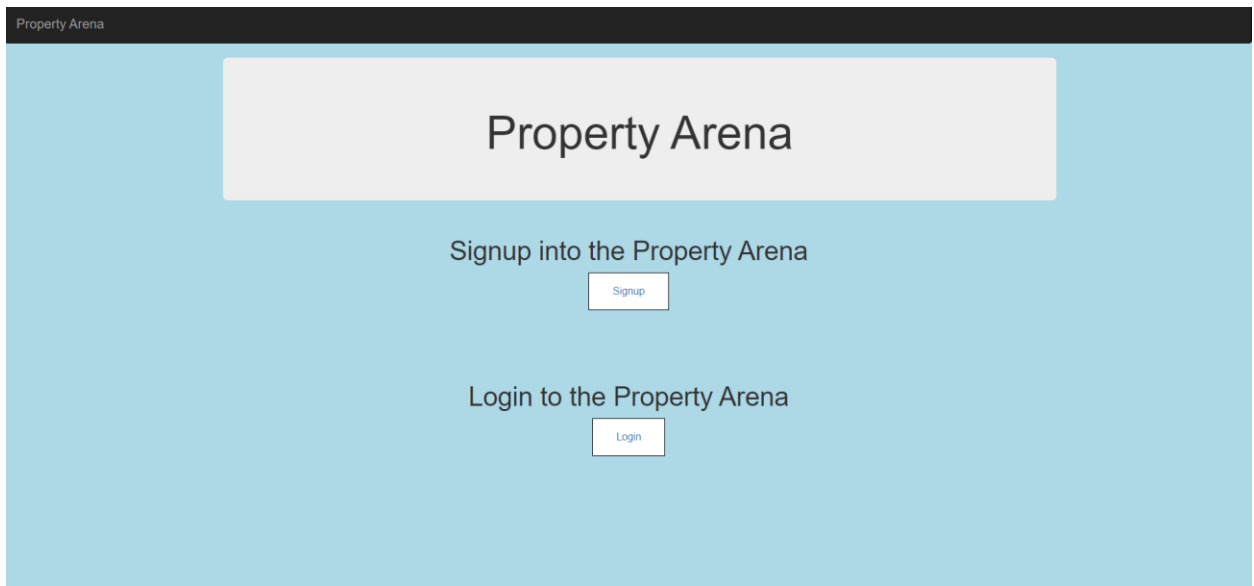 Property Arena
Property Arena
Signup into the Property Arena
Signup
Login to the Property Arena
Login